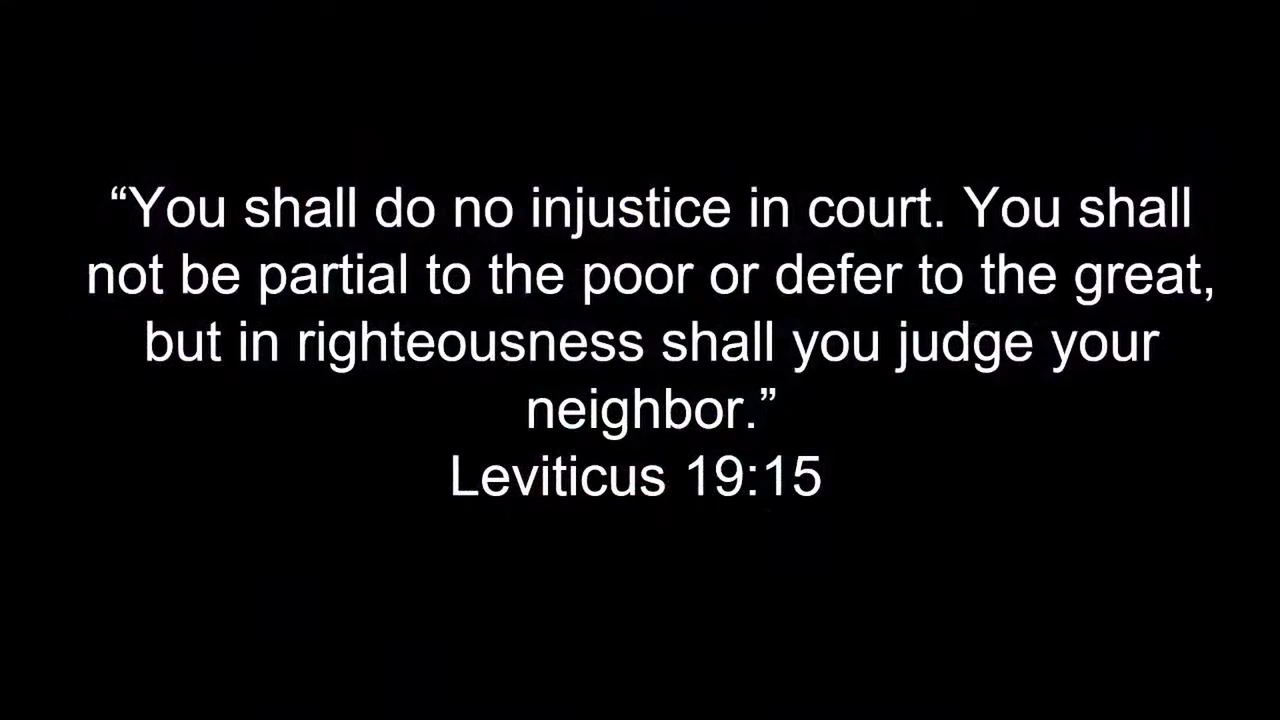 “You shall do no injustice in court. You shall
not be partial to the poor or defer to the great,
but in righteousness shall you judge your
neighbor.”
Leviticus 19:15